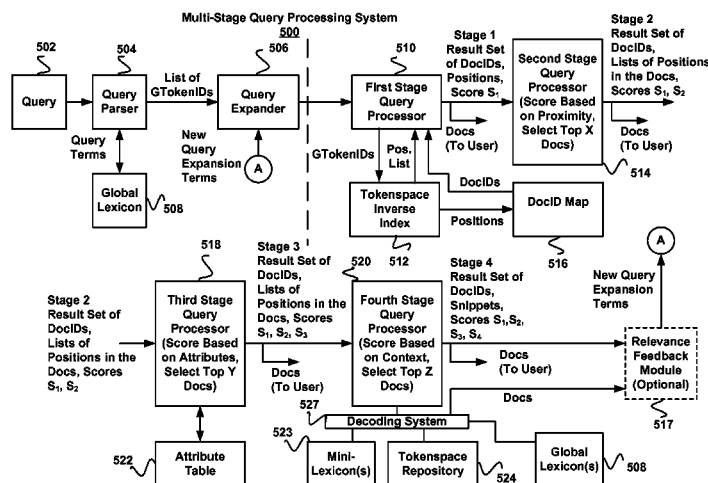 Multi-Stage Query Processing System
500
502
504
506
510
Query
Query
Parser
List of
GTokenIDs
Query
Expander
First Stage
Query
Processor
Stage 1
Result Set
of DocIDs,
Positions,
Score S1
Second Stage
Query
Processor
(Score Based
on Proximity,
Select Top X
Docs)
Stage 2
Result Set
of DocIDs,
Lists of Positions
in the Docs,
Scores S1, S2
Docs
(To User)
Docs
(To User)
514
Query
Terms
New
Query
Expansion
Terms
A
GTokenIDs
Pos.
List
DocIDs
Global
Lexicon
508
Tokenspace
Inverse
Index
512
Positions
DocID Map
516
A
New Query
Expansion
Terms
518
520
Stage 2
Result Set of
DocIDs,
Lists of
Positions in the
Docs, Scores
S1, S2
Third Stage
Query
Processor
(Score Based
on Attributes,
Select Top Y
Docs)
Stage 3
Result Set of
DocIDs,
Lists of
Positions in the
Docs, Scores
S1, S2, S3
Docs
(To User)
Fourth Stage
Query
Processor
(Score Based
on Context,
Select Top Z
Docs)
Stage 4
Result Set of
DocIDs,
Snippets,
Scores S1,S2,
S3, S4
Docs
(To User)
Relevance
Feedback
Module
(Optional)
517
Docs
527
Decoding System
522
Attribute
Table
523
Mini-
Lexicon(s)
Tokenspace
Repository
524
Global
Lexicon(s)
508